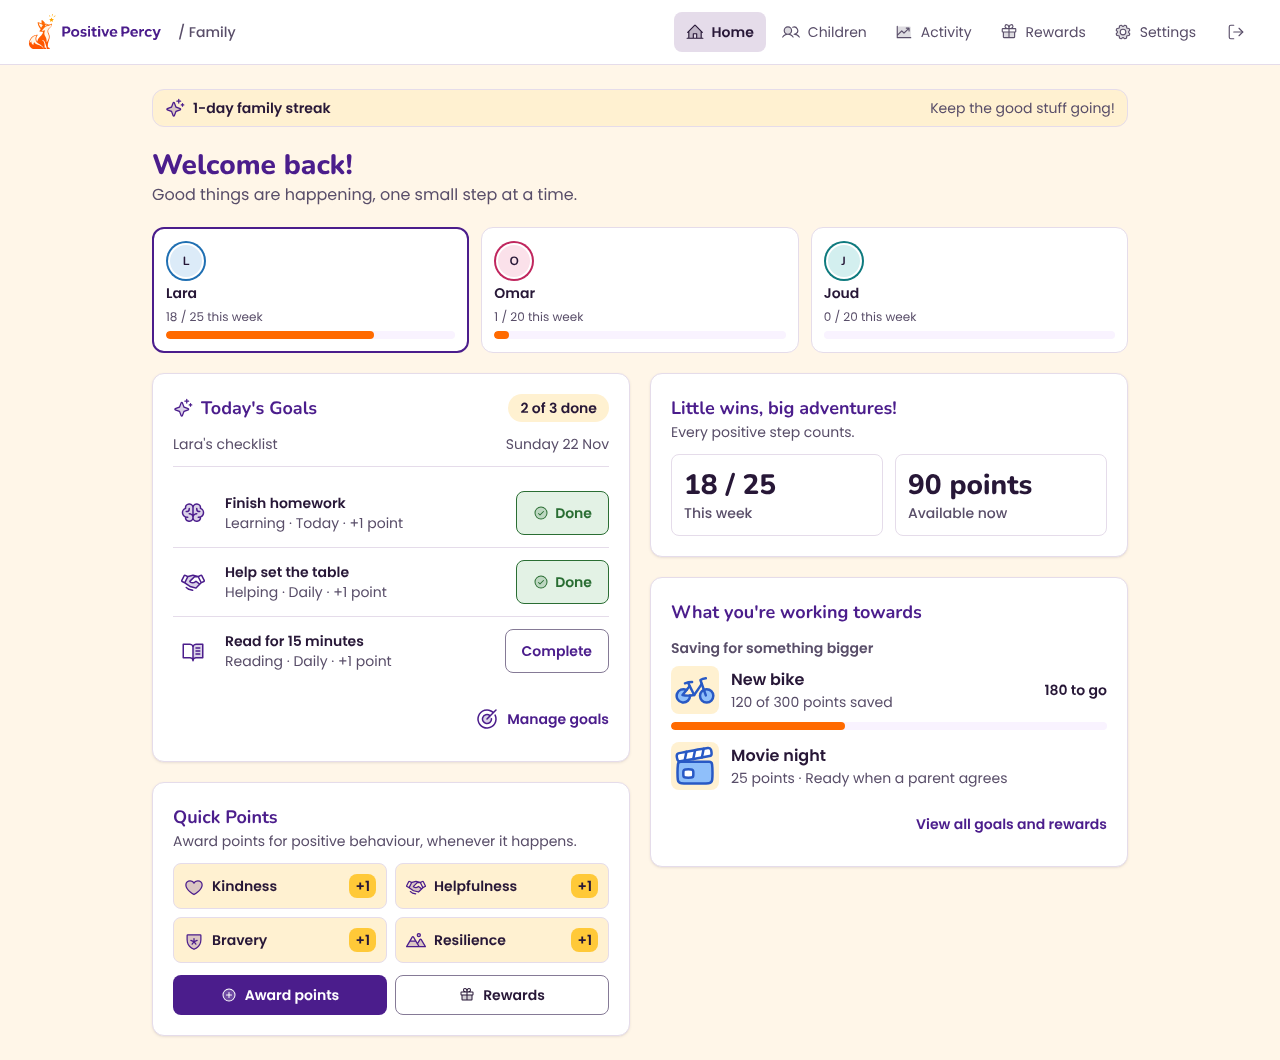 Positive Percy / Family
Home
Children
Activity
Rewards
Settings
1-day family streak
Keep the good stuff going!
Welcome back!
Good things are happening, one small step at a time.
L
Lara
18 / 25 this week
O
Omar
1 / 20 this week
J
Joud
0 / 20 this week
Today's Goals
2 of 3 done
Lara's checklist
Sunday 22 Nov
Finish homework
Learning · Today · +1 point
Done
Help set the table
Helping · Daily · +1 point
Done
Read for 15 minutes
Reading · Daily · +1 point
Complete
Manage goals
Quick Points
Award points for positive behaviour, whenever it happens.
Kindness
+1
Helpfulness
+1
Bravery
+1
Resilience
+1
Award points
Rewards
Little wins, big adventures!
Every positive step counts.
18 / 25
This week
90 points
Available now
What you're working towards
Saving for something bigger
New bike
120 of 300 points saved
180 to go
Movie night
25 points · Ready when a parent agrees
View all goals and rewards